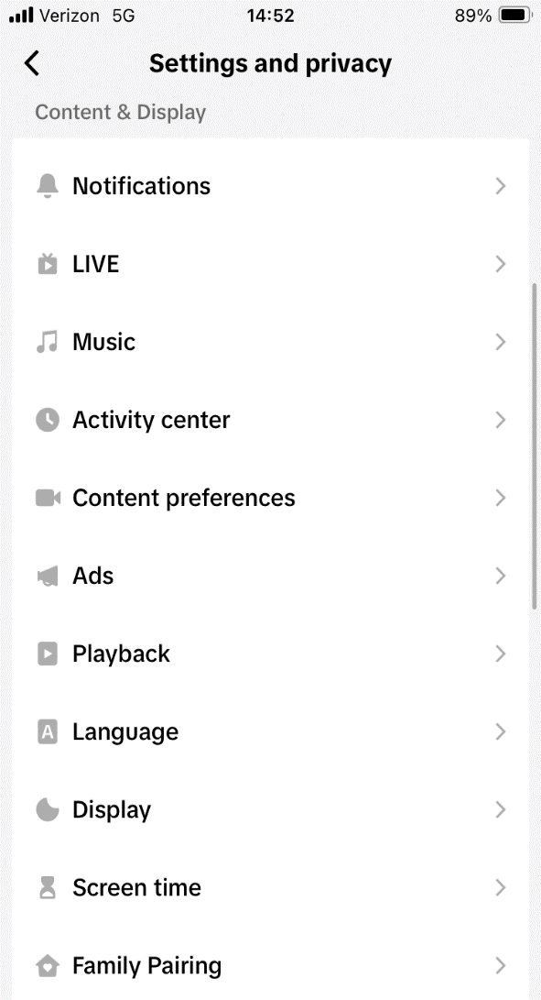 Verizon 5G 14:52 89%
Settings and privacy
Content & Display
Notifications
LIVE
Music
Activity center
Content preferences
Ads
Playback
A Language
Display
Screen time
Family Pairing